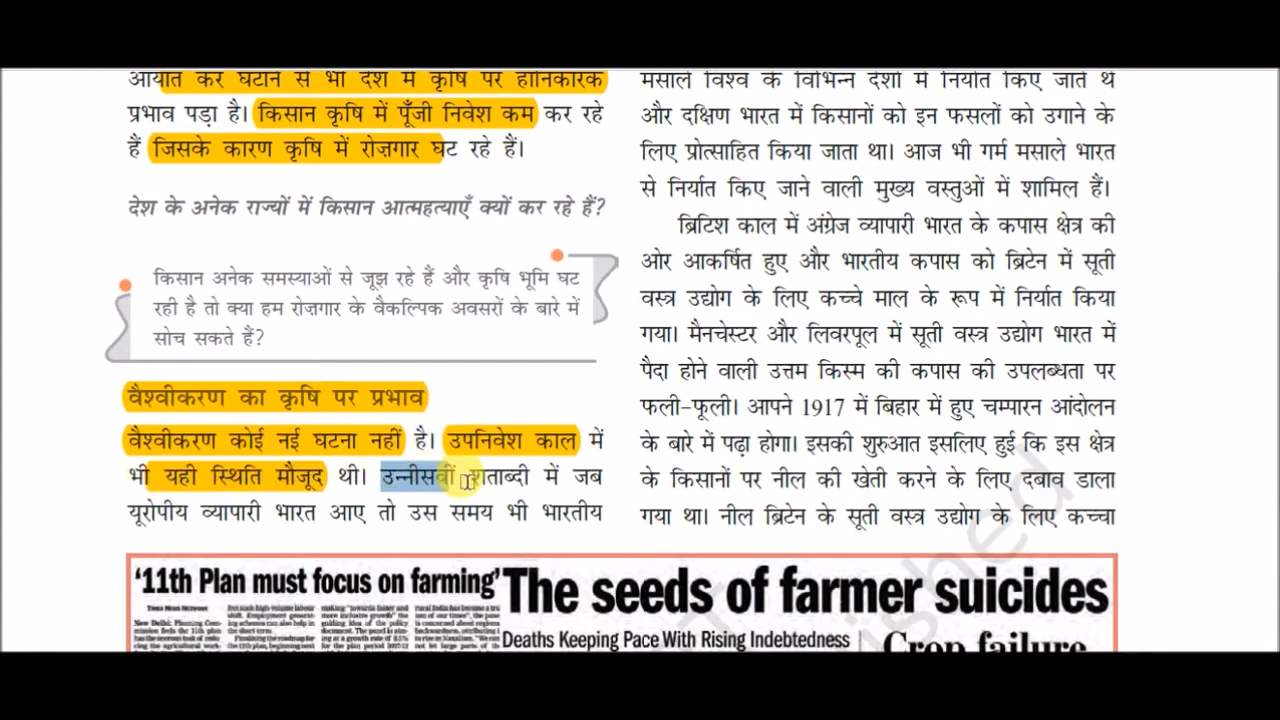 आयात कर घटाने से भी देश में कृषि पर हानिकारक
प्रभाव पड़ा है। किसान कृषि में पूँजी निवेश कम कर रहे
हैं जिसके कारण कृषि में रोज़गार घट रहे हैं।
देश के अनेक राज्यों में किसान आत्महत्याएँ क्यों कर रहे हैं?
किसान अनेक समस्याओं से जूझ रहे हैं और कृषि भूमि घट
रही है तो क्या हम रोज़गार के वैकल्पिक अवसरों के बारे में
सोच सकते हैं?
वैश्वीकरण का कृषि पर प्रभाव
वैश्वीकरण कोई नई घटना नहीं है। उपनिवेश काल में
भी यही स्थिति मौजूद थी। उन्नीसवीं शताब्दी में जब
यूरोपीय व्यापारी भारत आए तो उस समय भी भारतीय
मसाले विश्व के विभिन्न देशों में निर्यात किए जाते थे
और दक्षिण भारत में किसानों को इन फसलों को उगाने के
लिए प्रोत्साहित किया जाता था। आज भी गर्म मसाले भारत
से निर्यात किए जाने वाली मुख्य वस्तुओं में शामिल हैं।
ब्रिटिश काल में अंग्रेज व्यापारी भारत के कपास क्षेत्र की
ओर आकर्षित हुए और भारतीय कपास को ब्रिटेन में सूती
वस्त्र उद्योग के लिए कच्चे माल के रूप में निर्यात किया
गया। मैनचेस्टर और लिवरपूल में सूती वस्त्र उद्योग भारत में
पैदा होने वाली उत्तम किस्म की कपास की उपलब्धता पर
फली-फूली। आपने 1917 में बिहार में हुए चम्पारन आंदोलन
के बारे में पढ़ा होगा। इसकी शुरुआत इसलिए हुई कि इस क्षेत्र
के किसानों पर नील की खेती करने के लिए दबाव डाला
गया था। नील ब्रिटेन के सूती वस्त्र उद्योग के लिए कच्चा
'11th Plan must focus on farming'
The seeds of farmer suicides
Deaths Keeping Pace With Rising Indebtedness
Crop failure